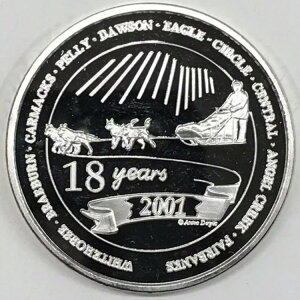 WHITEHORSE · BRAEBURN · CARMACKS · PELLY · DAWSON · EAGLE · CIRCLE · CENTRAL · ANGEL CREEK · FAIRBANKS
18 years
2001
© Anne Doyle